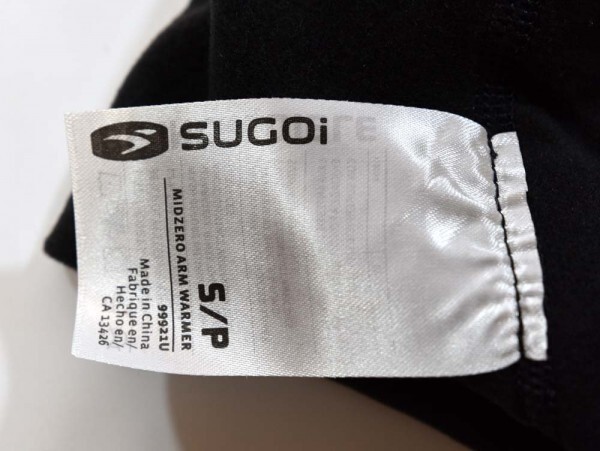 SUGOi
S/P
MIDZERO ARM WARMER
99921U
Made in China
Fabriqué en/
Hecho en/
CA 13426